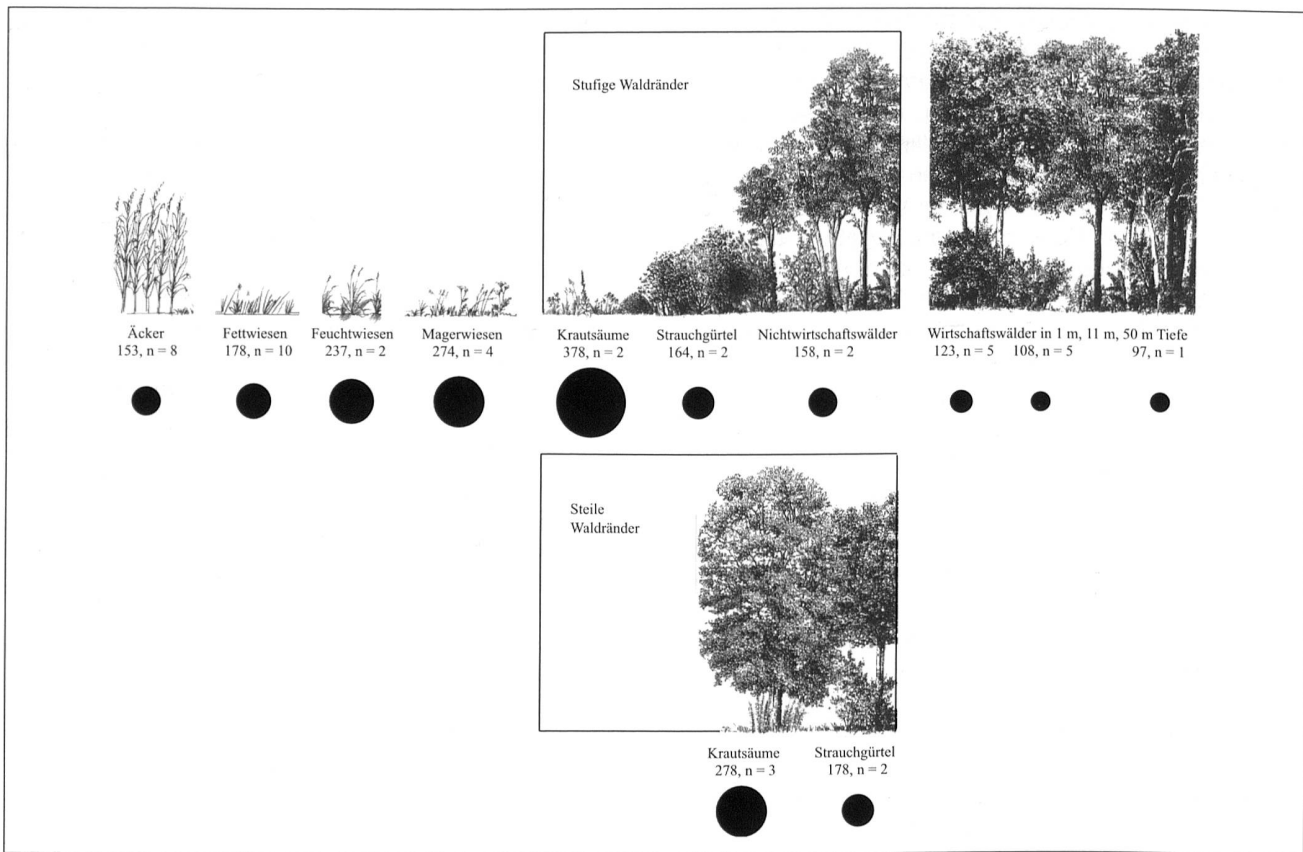 Stufige Waldränder
Äcker
153, n = 8
Fettwiesen
178, n = 10
Feuchtwiesen
237, n = 2
Magerwiesen
274, n = 4
Krautsäume
378, n = 2
Strauchgürtel
164, n = 2
Nichtwirtschaftswälder
158, n = 2
Wirtschaftswälder in 1 m, 11 m, 50 m Tiefe
123, n = 5 108, n = 5 97, n = 1
Steile
Waldränder
Krautsäume
278, n = 3
Strauchgürtel
178, n = 2